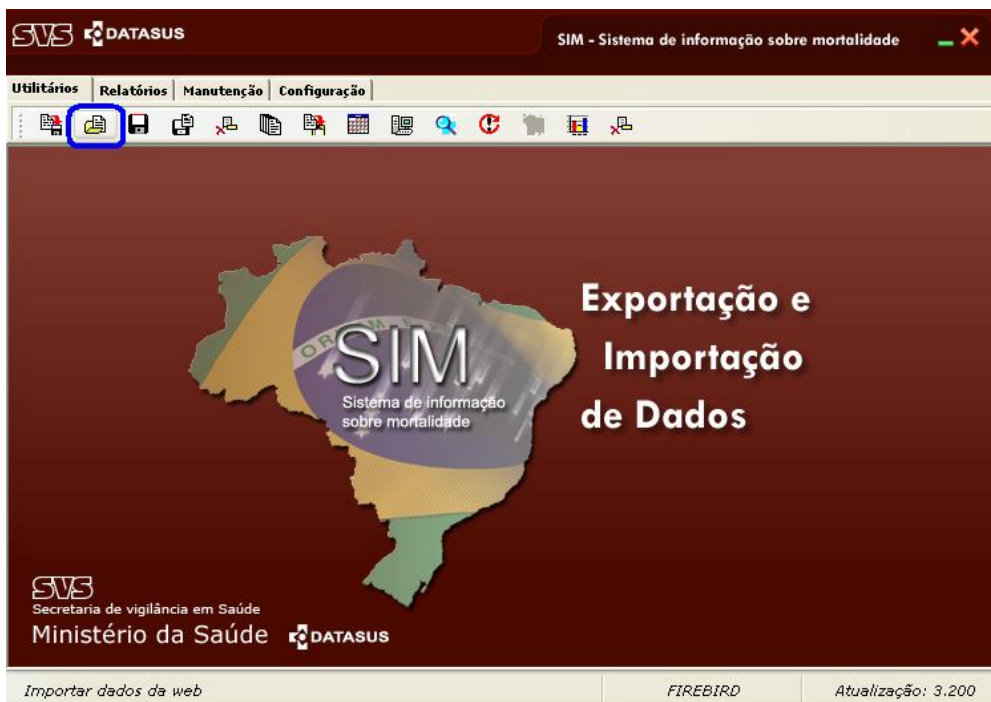 SVS DATASUS
SIM - Sistema de informação sobre mortalidade
Utilitários Relatórios Manutenção Configuração
ORDEM E
SIM
Sistema de informação
sobre mortalidade
Exportação e
Importação
de Dados
SVS
Secretaria de vigilância em Saúde
Ministério da Saúde DATASUS
Importar dados da web FIREBIRD Atualização: 3.200